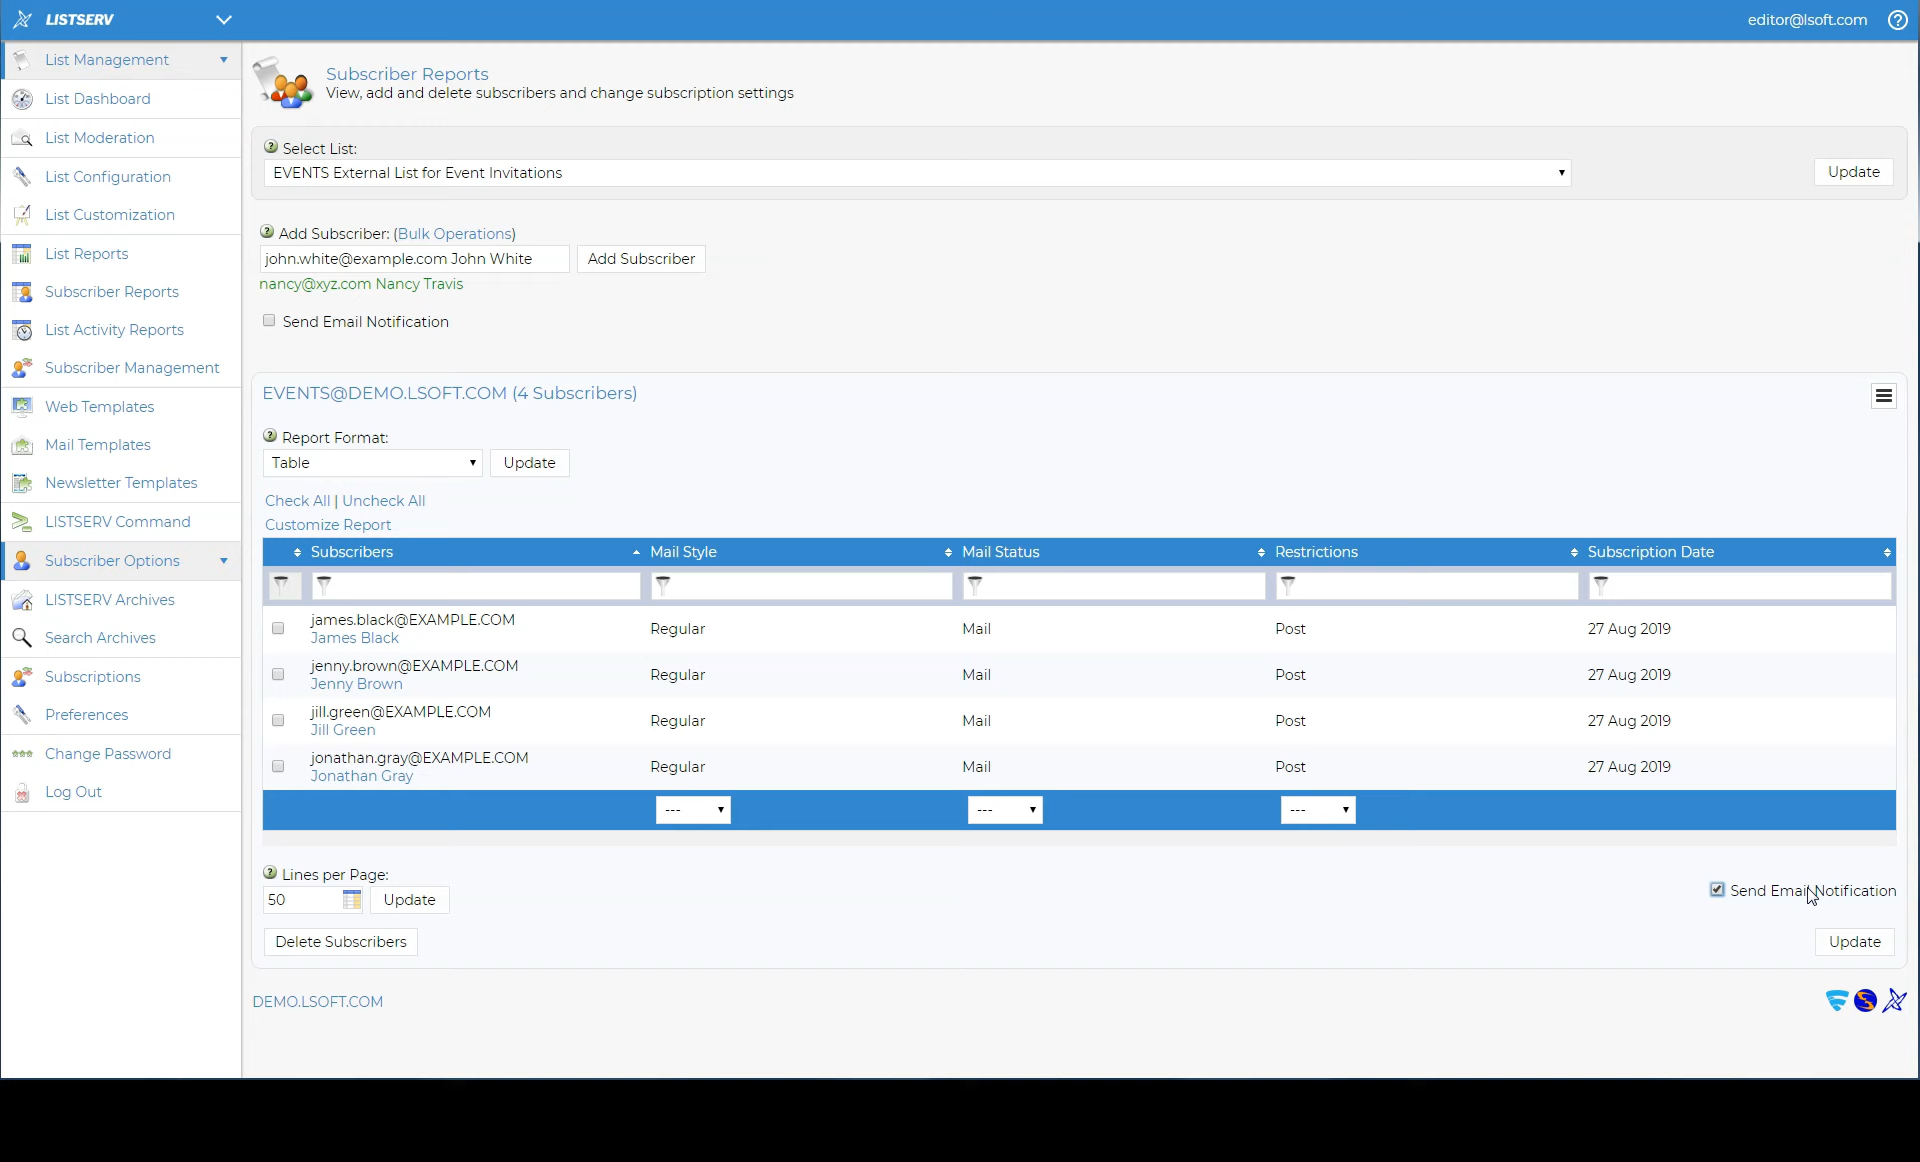 LISTSERV
editor@lsoft.com
List Management
List Dashboard
List Moderation
List Configuration
List Customization
List Reports
Subscriber Reports
List Activity Reports
Subscriber Management
Web Templates
Mail Templates
Newsletter Templates
LISTSERV Command
Subscriber Options
LISTSERV Archives
Search Archives
Subscriptions
Preferences
Change Password
Log Out
Subscriber Reports
View, add and delete subscribers and change subscription settings
Select List:
EVENTS External List for Event Invitations
Update
Add Subscriber: (Bulk Operations)
john.white@example.com John White Add Subscriber
nancy@xyz.com Nancy Travis
Send Email Notification
EVENTS@DEMO.LSOFT.COM (4 Subscribers)
Report Format:
Table Update
Check All | Uncheck All
Customize Report
Subscribers Mail Style Mail Status Restrictions Subscription Date
james.black@EXAMPLE.COM
James Black
Regular Mail Post 27 Aug 2019
jenny.brown@EXAMPLE.COM
Jenny Brown
Regular Mail Post 27 Aug 2019
jill.green@EXAMPLE.COM
Jill Green
Regular Mail Post 27 Aug 2019
jonathan.gray@EXAMPLE.COM
Jonathan Gray
Regular Mail Post 27 Aug 2019
--- --- ---
Lines per Page:
50 Update
Send Email Notification
Delete Subscribers Update
DEMO.LSOFT.COM